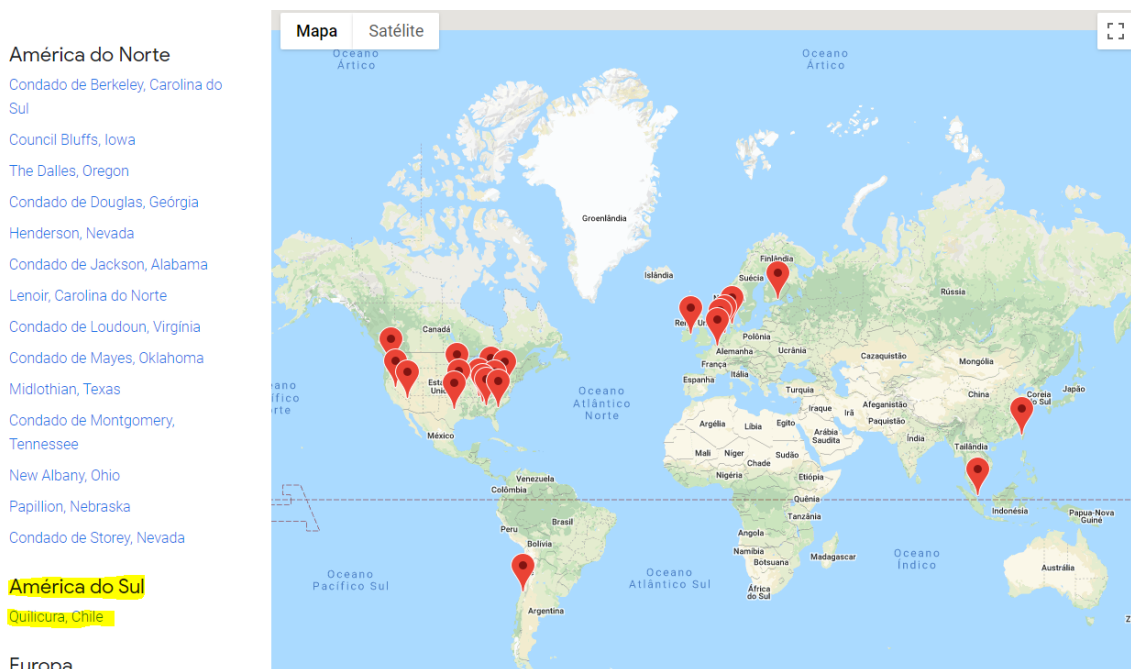 América do Norte
Condado de Berkeley, Carolina do
Sul
Council Bluffs, Iowa
The Dalles, Oregon
Condado de Douglas, Geórgia
Henderson, Nevada
Condado de Jackson, Alabama
Lenoir, Carolina do Norte
Condado de Loudoun, Virgínia
Condado de Mayes, Oklahoma
Midlothian, Texas
Condado de Montgomery,
Tennessee
New Albany, Ohio
Papillion, Nebraska
Condado de Storey, Nevada
América do Sul
Quilicura, Chile
Europa
Mapa Satélite
Oceano
Ártico
Oceano
Ártico
Groenlândia
Islândia
Finlândia
Suécia
Rússia
Canadá
Polônia
Alemanha
Ucrânia
França
Cazaquistão
Mongólia
Itália
Espanha
Turquia
China
Coreia
do Sul
Japão
Oceano
Atlântico
Norte
Iraque
Irã
Afeganistão
Paquistão
México
Argélia
Líbia
Egito
Arábia
Saudita
Índia
Tailândia
Mali
Níger
Chade
Sudão
Nigéria
Etiópia
Venezuela
Colômbia
Quênia
Indonésia
Papua-Nova
Guiné
Tanzânia
Brasil
Peru
Angola
Bolívia
Namíbia
Botsuana
Madagascar
Oceano
Índico
Oceano
Pacífico Sul
Oceano
Atlântico Sul
África
do Sul
Austrália
Argentina